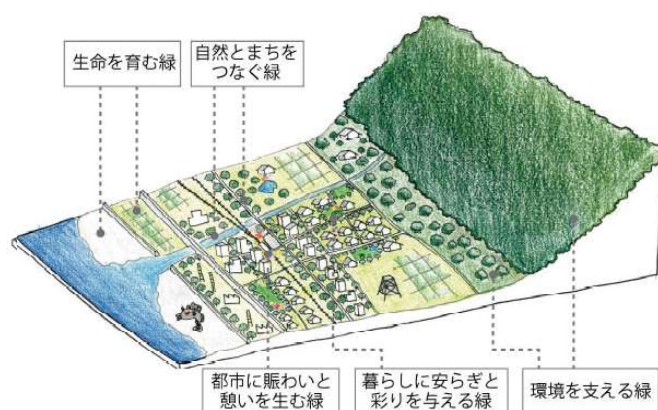 生命を育む緑
自然とまちを
つなぐ緑
都市に賑わいと
憩いを生む緑
暮らしに安らぎと
彩りを与える緑
環境を支える緑